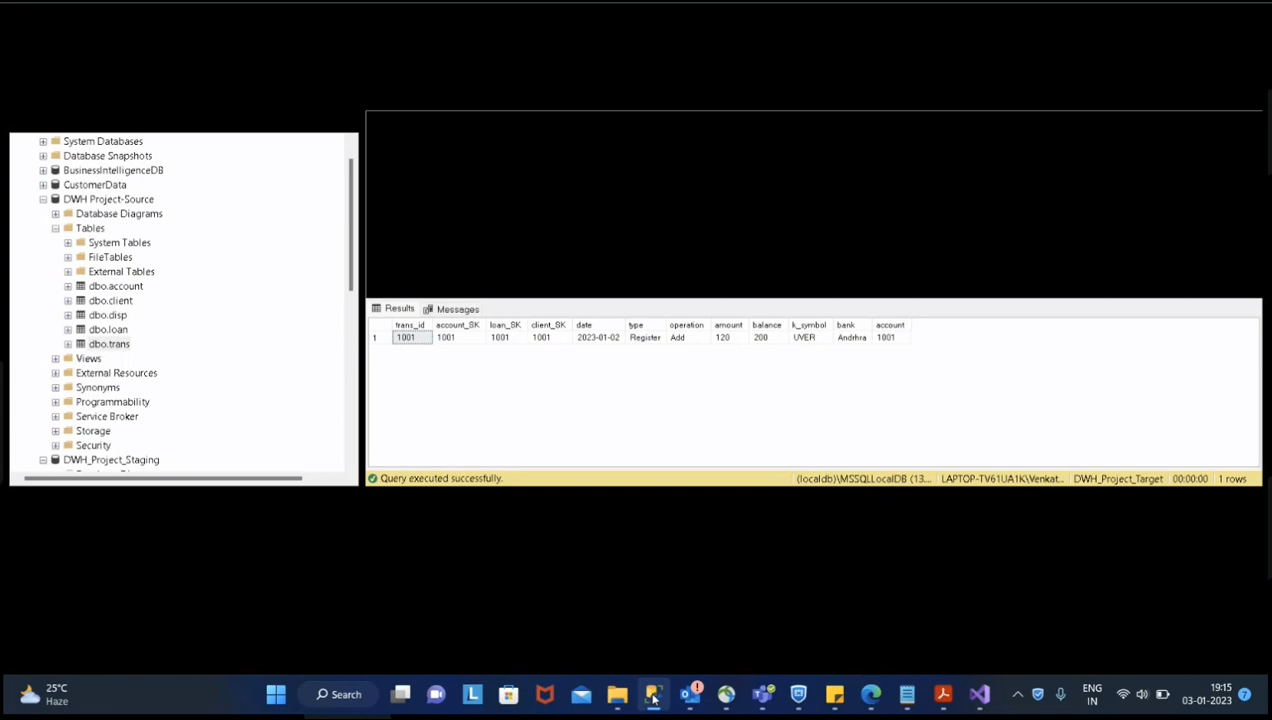 System Databases
Database Snapshots
BusinessIntelligenceDB
CustomerData
DWH Project-Source
Database Diagrams
Tables
System Tables
FileTables
External Tables
dbo.account
dbo.client
dbo.disp
dbo.loan
dbo.trans
Views
External Resources
Synonyms
Programmability
Service Broker
Storage
Security
DWH_Project_Staging
Results Messages
trans_id account_SK loan_SK client_SK date type operation amount balance k_symbol bank account
1 1001 1001 1001 1001 2023-01-02 Register Add 120 200 UVER Andrhra 1001
Query executed successfully. (localdb)\MSSQLLocalDB (13... LAPTOP-TV61UA1K\Venkat... DWH_Project_Target 00:00:00 1 rows
25°C
Haze
Search
L
ENG
IN
19:15
03-01-2023
7